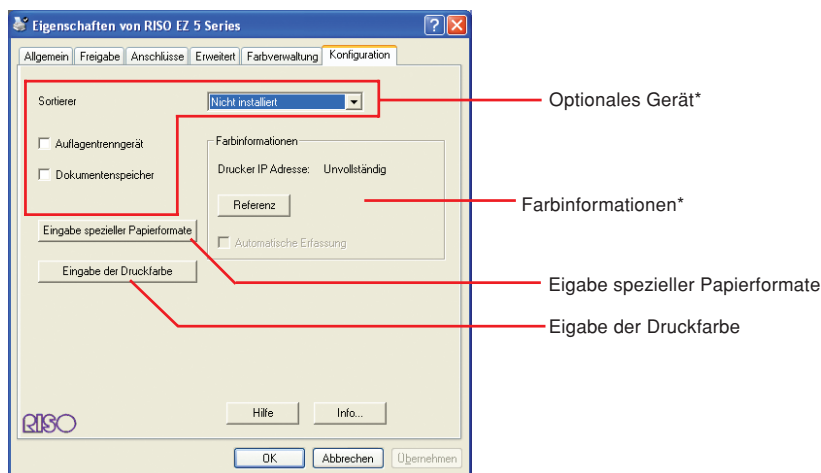 Eigenschaften von RISO EZ 5 Series
Allgemein Freigabe Anschlüsse Erweitert Farbverwaltung Konfiguration
Sortierer Nicht installiert
Optionales Gerät*
Auflagentrenngerät
Dokumentenspeicher
Farbinformationen
Drucker IP Adresse: Unvollständig
Referenz
Automatische Erfassung
Farbinformationen*
Eingabe spezieller Papierformate
Eingabe der Druckfarbe
Eigabe spezieller Papierformate
Eigabe der Druckfarbe
Hilfe Info...
RISO
OK Abbrechen Übernehmen